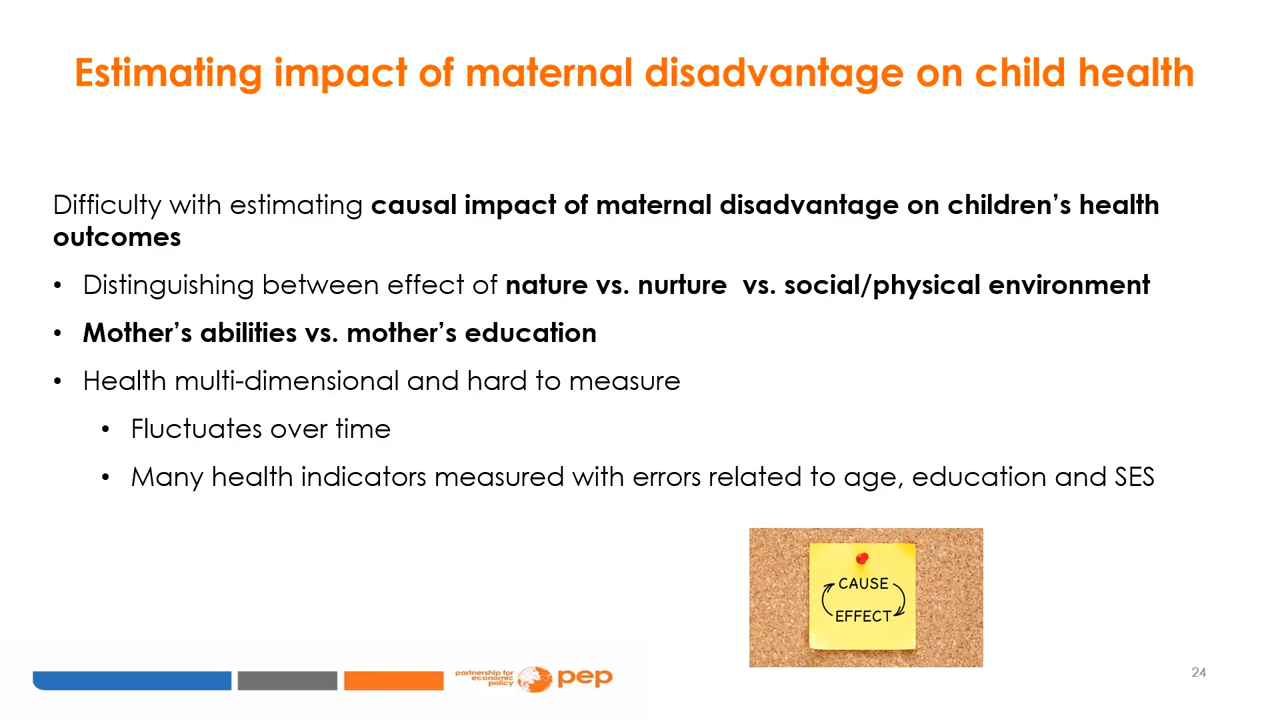 Estimating impact of maternal disadvantage on child health
Difficulty with estimating causal impact of maternal disadvantage on children’s health
outcomes
• Distinguishing between effect of nature vs. nurture vs. social/physical environment
• Mother’s abilities vs. mother’s education
• Health multi-dimensional and hard to measure
• Fluctuates over time
• Many health indicators measured with errors related to age, education and SES
CAUSE
EFFECT
partnership for
economic
policy
pep
24